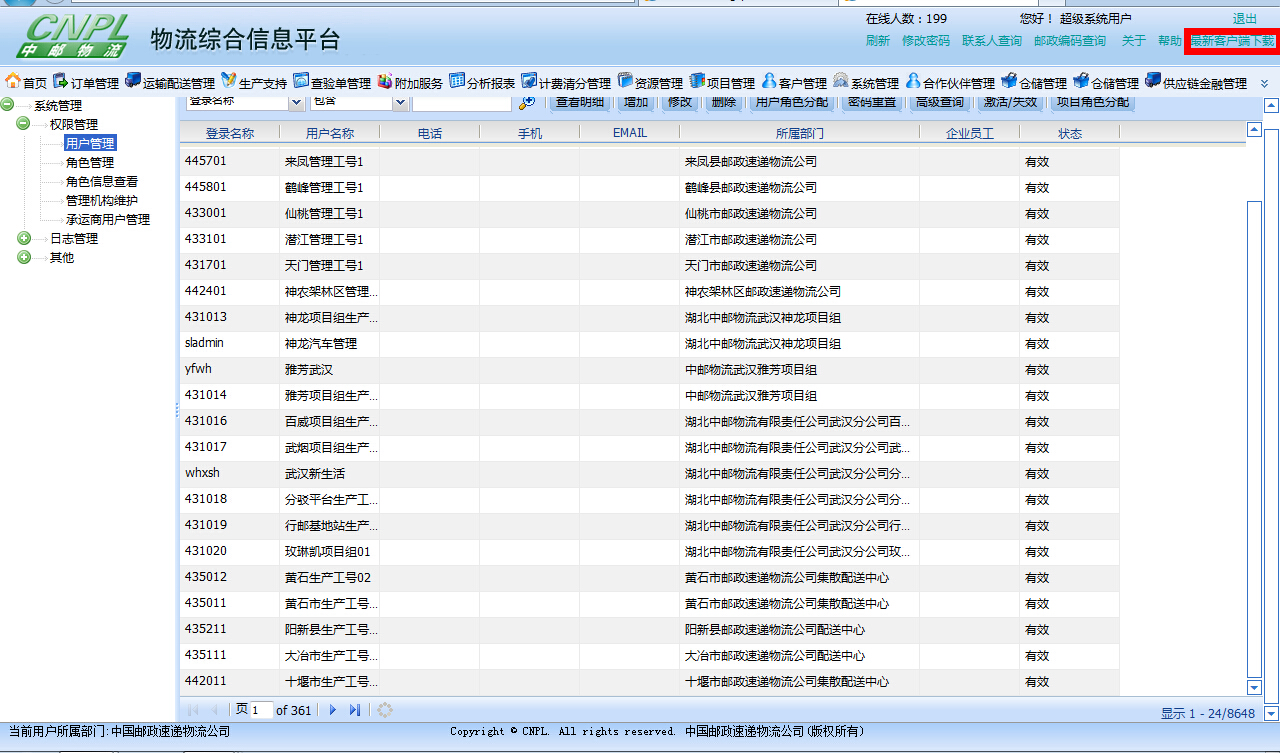 CNPL
中邮物流
物流综合信息平台
在线人数：199 您好！ 超级系统用户 退出
刷新 修改密码 联系人查询 邮政编码查询 关于 帮助 最新客户端下载
首页 订单管理 运输配送管理 生产支持 查验单管理 附加服务 分析报表 计费清分管理 资源管理 项目管理 客户管理 系统管理 合作伙伴管理 仓储管理 仓储管理 供应链金融管理
系统管理
权限管理
用户管理
角色管理
角色信息查看
管理机构维护
承运商用户管理
日志管理
其他
登录名称 包含 查看明细 增加 修改 删除 用户角色分配 密码重置 高级查询 激活/失效 项目角色分配
登录名称 用户名称 电话 手机 EMAIL 所属部门 企业员工 状态
445701 来凤管理工号1 来凤县邮政速递物流公司 有效
445801 鹤峰管理工号1 鹤峰县邮政速递物流公司 有效
433001 仙桃管理工号1 仙桃市邮政速递物流公司 有效
433101 潜江管理工号1 潜江市邮政速递物流公司 有效
431701 天门管理工号1 天门市邮政速递物流公司 有效
442401 神农架林区管理... 神农架林区邮政速递物流公司 有效
431013 神龙项目组生产... 湖北中邮物流武汉神龙项目组 有效
sladmin 神龙汽车管理 湖北中邮物流武汉神龙项目组 有效
yfwh 雅芳武汉 中邮物流武汉雅芳项目组 有效
431014 雅芳项目组生产... 中邮物流武汉雅芳项目组 有效
431016 百威项目组生产... 湖北中邮物流有限责任公司武汉分公司百... 有效
431017 武烟项目组生产... 湖北中邮物流有限责任公司武汉分公司武... 有效
whxsh 武汉新生活 湖北中邮物流有限责任公司武汉分公司分... 有效
431018 分驳平台生产工... 湖北中邮物流有限责任公司武汉分公司分... 有效
431019 行邮基地站生产... 湖北中邮物流有限责任公司武汉分公司行... 有效
431020 玫琳凯项目组01 湖北中邮物流有限责任公司武汉分公司玫... 有效
435012 黄石生产工号02 黄石市邮政速递物流公司集散配送中心 有效
435011 黄石市生产工号... 黄石市邮政速递物流公司集散配送中心 有效
435211 阳新县生产工号... 阳新县邮政速递物流公司配送中心 有效
435111 大冶市生产工号... 大冶市邮政速递物流公司配送中心 有效
442011 十堰市生产工号... 十堰市邮政速递物流公司集散配送中心 有效
页 1 of 361 显示 1 - 24/8648
当前用户所属部门:中国邮政速递物流公司 Copyright © CNPL. All rights reserved. 中国邮政速递物流公司(版权所有)